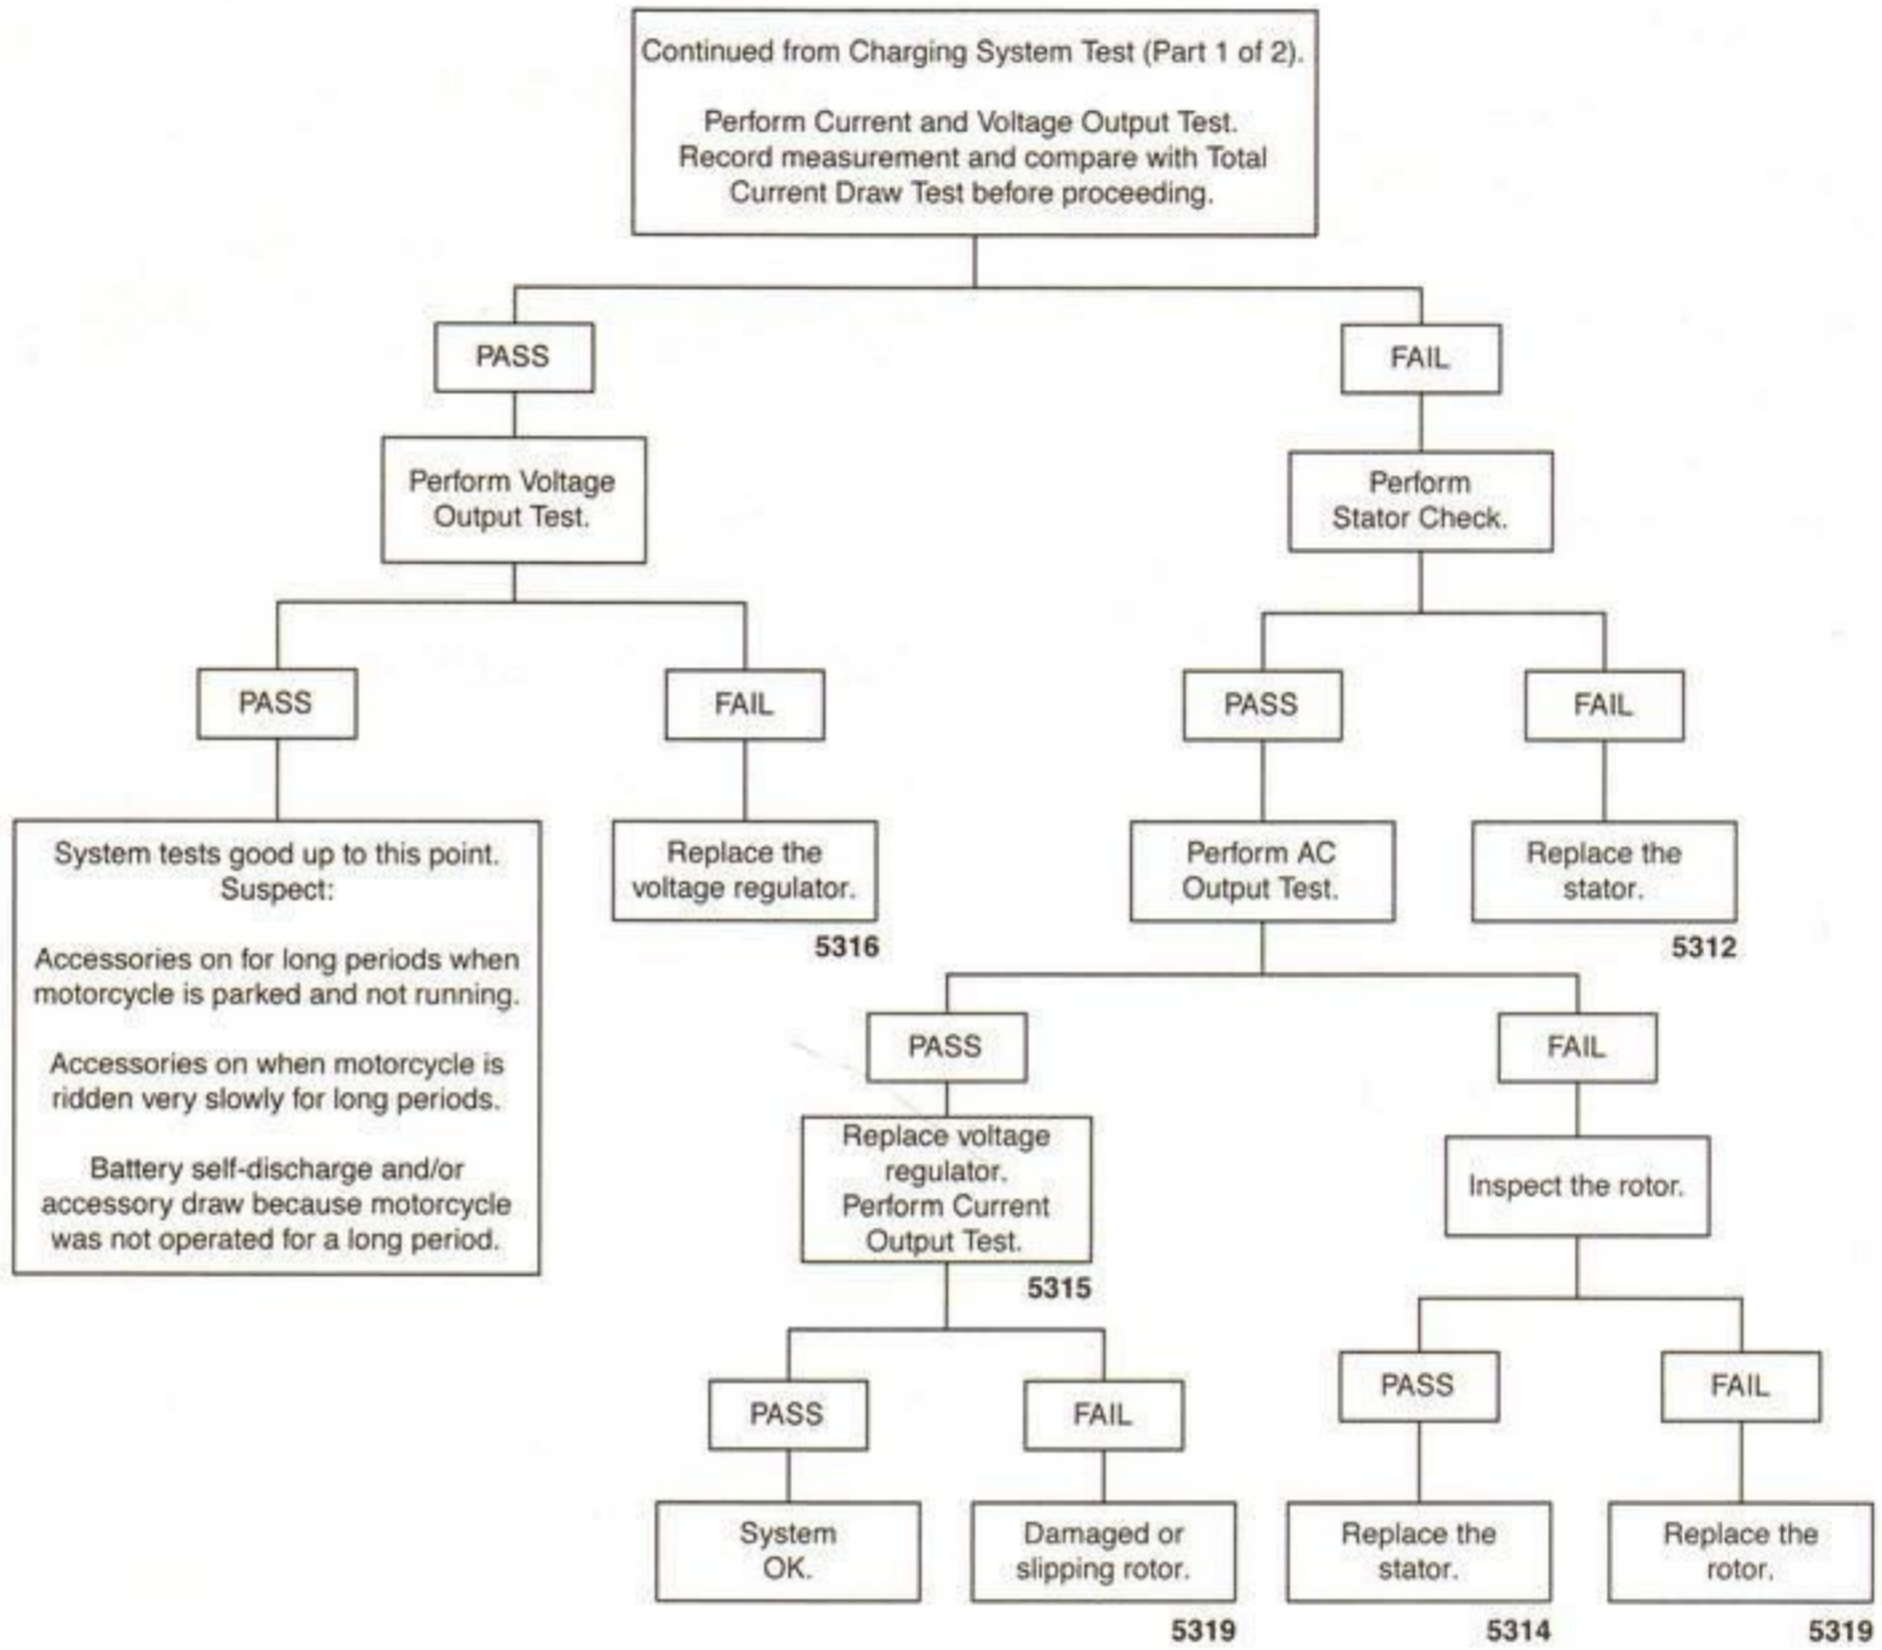 Continued from Charging System Test (Part 1 of 2).
Perform Current and Voltage Output Test.
Record measurement and compare with Total
Current Draw Test before proceeding.
PASS
FAIL
Perform Voltage
Output Test.
Perform
Stator Check.
PASS
FAIL
PASS
FAIL
System tests good up to this point.
Suspect:
Accessories on for long periods when
motorcycle is parked and not running.
Accessories on when motorcycle is
ridden very slowly for long periods.
Battery self-discharge and/or
accessory draw because motorcycle
was not operated for a long period.
Replace the
voltage regulator.
5316
Perform AC
Output Test.
Replace the
stator.
5312
PASS
FAIL
Replace voltage
regulator.
Perform Current
Output Test.
5315
Inspect the rotor.
PASS
FAIL
PASS
FAIL
System
OK.
Damaged or
slipping rotor.
5319
Replace the
stator.
5314
Replace the
rotor.
5319